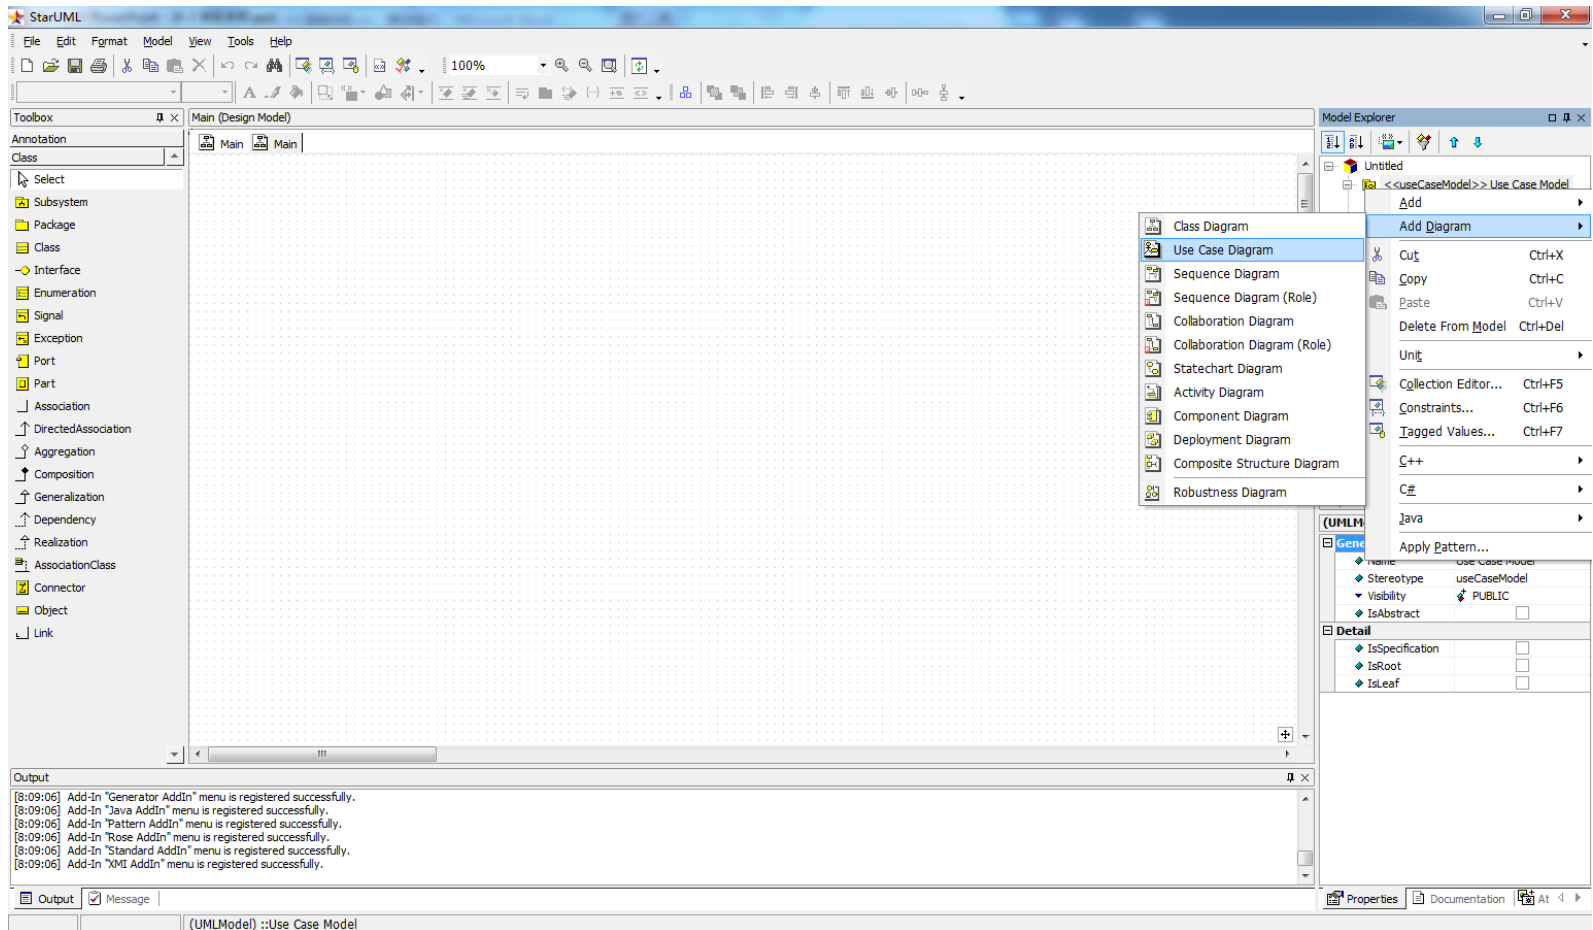 StarUML
File Edit Format Model View Tools Help
100%
Toolbox
Annotation
Class
Select
Subsystem
Package
Class
Interface
Enumeration
Signal
Exception
Port
Part
Association
DirectedAssociation
Aggregation
Composition
Generalization
Dependency
Realization
AssociationClass
Connector
Object
Link
Main (Design Model)
Main Main
Class Diagram
Use Case Diagram
Sequence Diagram
Sequence Diagram (Role)
Collaboration Diagram
Collaboration Diagram (Role)
Statechart Diagram
Activity Diagram
Component Diagram
Deployment Diagram
Composite Structure Diagram
Robustness Diagram
Model Explorer
Untitled
<<useCaseModel>> Use Case Model
Add
Add Diagram
Cut Ctrl+X
Copy Ctrl+C
Paste Ctrl+V
Delete From Model Ctrl+Del
Unit
Collection Editor... Ctrl+F5
Constraints... Ctrl+F6
Tagged Values... Ctrl+F7
C++
C#
Java
Apply Pattern...
(UMLM
Gene
Name Use Case Model
Stereotype useCaseModel
Visibility PUBLIC
IsAbstract
Detail
IsSpecification
IsRoot
IsLeaf
Output
[8:09:06] Add-In "Generator AddIn" menu is registered successfully.
[8:09:06] Add-In "Java AddIn" menu is registered successfully.
[8:09:06] Add-In "Pattern AddIn" menu is registered successfully.
[8:09:06] Add-In "Rose AddIn" menu is registered successfully.
[8:09:06] Add-In "Standard AddIn" menu is registered successfully.
[8:09:06] Add-In "XMI AddIn" menu is registered successfully.
Output Message
Properties Documentation At
(UMLModel) ::Use Case Model